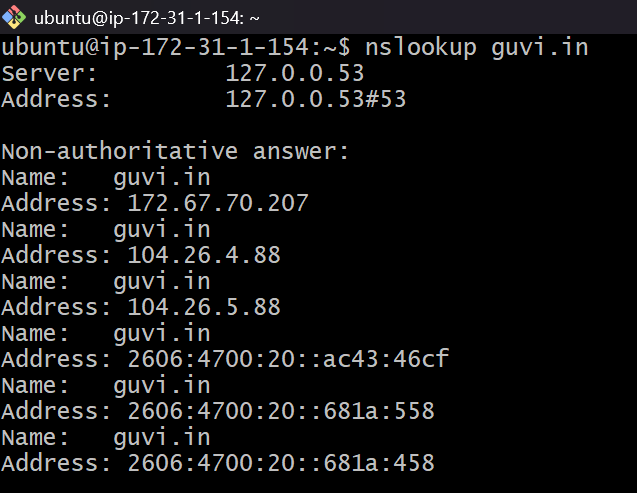 ubuntu@ip-172-31-1-154: ~
ubuntu@ip-172-31-1-154:~$ nslookup guvi.in
Server:         127.0.0.53
Address:        127.0.0.53#53

Non-authoritative answer:
Name:   guvi.in
Address: 172.67.70.207
Name:   guvi.in
Address: 104.26.4.88
Name:   guvi.in
Address: 104.26.5.88
Name:   guvi.in
Address: 2606:4700:20::ac43:46cf
Name:   guvi.in
Address: 2606:4700:20::681a:558
Name:   guvi.in
Address: 2606:4700:20::681a:458